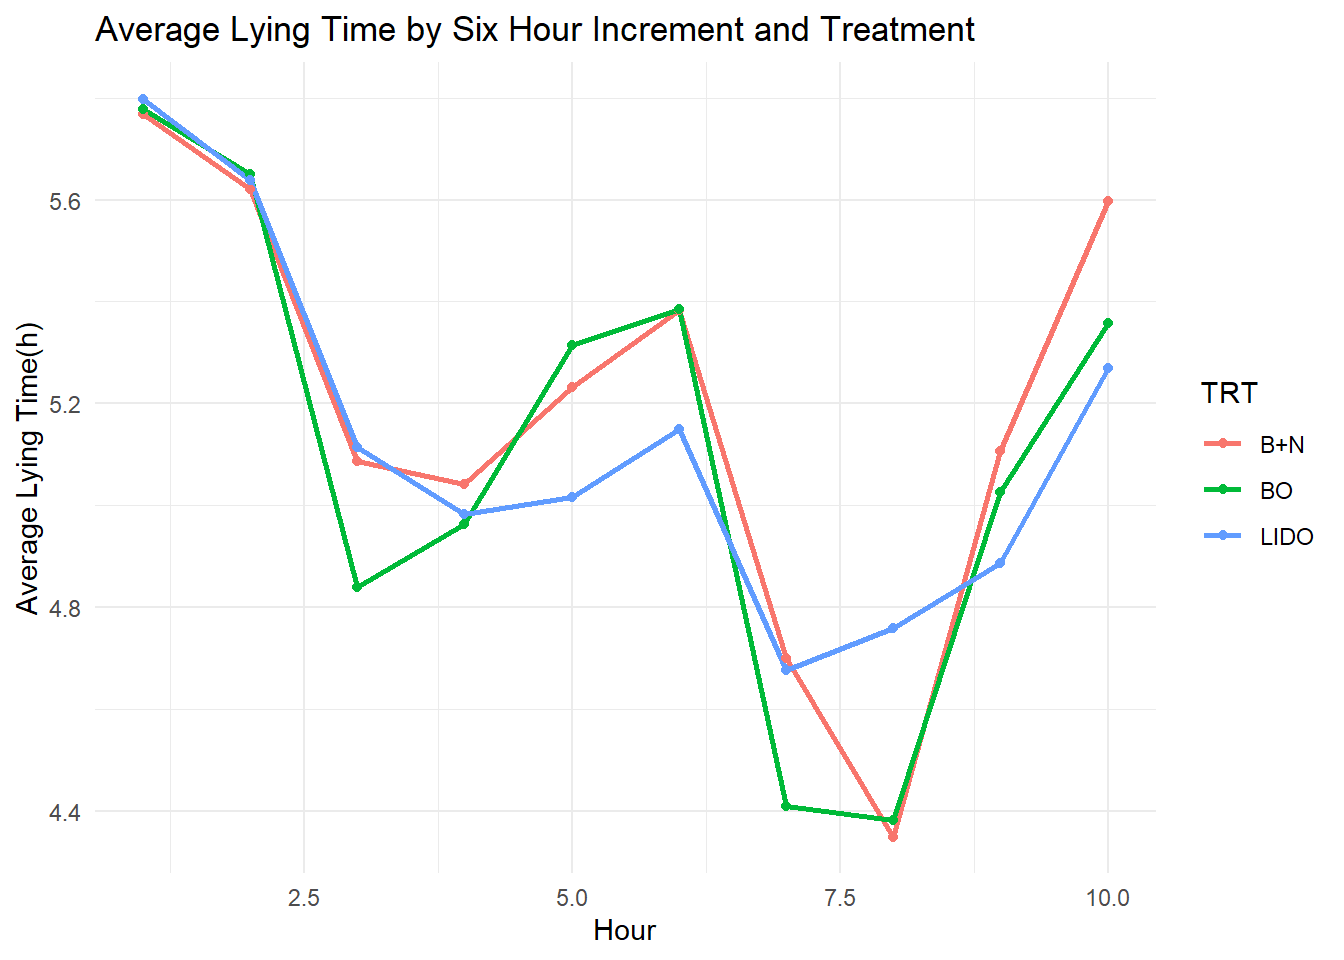 Average Lying Time by Six Hour Increment and Treatment
Average Lying Time(h)
5.6
5.2
4.8
4.4
2.5
5.0
7.5
10.0
Hour
TRT
B+N
BO
LIDO